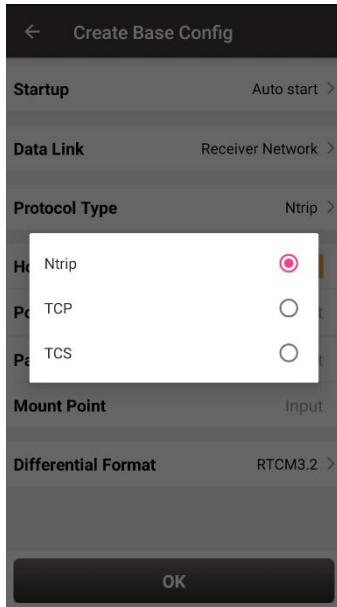 Create Base Config
Startup Auto start
Data Link Receiver Network
Protocol Type Ntrip
Ntrip
TCP
TCS
Mount Point Input
Differential Format RTCM3.2
OK